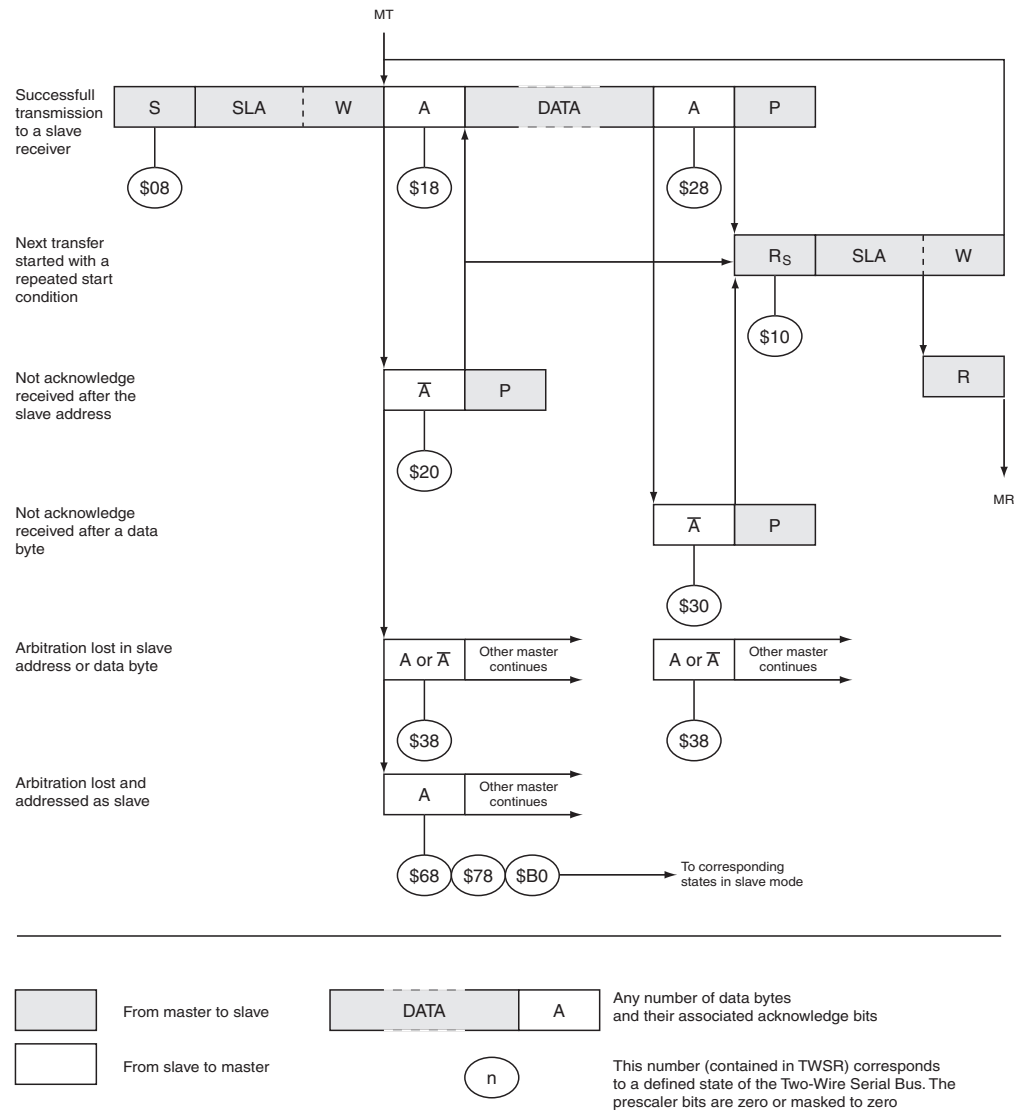 MT
Successfull
transmission
to a slave
receiver
S SLA W A DATA A P
$08 $18 $28
Next transfer
started with a
repeated start
condition
RS SLA W
$10
Not acknowledge
received after the
slave address
A̅ P
R
$20
MR
Not acknowledge
received after a data
byte
A̅ P
$30
Arbitration lost in slave
address or data byte
A or A̅
Other master
continues
A or A̅
Other master
continues
$38 $38
Arbitration lost and
addressed as slave
A
Other master
continues
$68 $78 $B0
To corresponding
states in slave mode
From master to slave
DATA A
Any number of data bytes
and their associated acknowledge bits
From slave to master
n
This number (contained in TWSR) corresponds
to a defined state of the Two-Wire Serial Bus. The
prescaler bits are zero or masked to zero